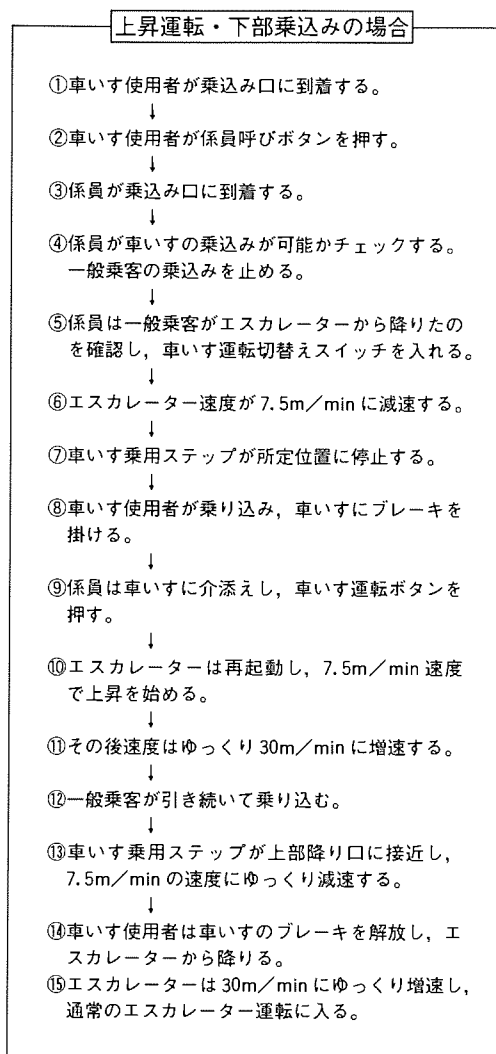 上昇運転・下部乗込みの場合
①車いす使用者が乗込み口に到着する。
↓
②車いす使用者が係員呼びボタンを押す。
↓
③係員が乗込み口に到着する。
↓
④係員が車いすの乗込みが可能かチェックする。
一般乗客の乗込みを止める。
↓
⑤係員は一般乗客がエスカレーターから降りたの
を確認し,車いす運転切替えスイッチを入れる。
↓
⑥エスカレーター速度が7.5m/minに減速する。
↓
⑦車いす乗用ステップが所定位置に停止する。
↓
⑧車いす使用者が乗り込み,車いすにブレーキを
掛ける。
↓
⑨係員は車いすに介添えし,車いす運転ボタンを
押す。
↓
⑩エスカレーターは再起動し,7.5m/min速度
で上昇を始める。
↓
⑪その後速度はゆっくり30m/minに増速する。
↓
⑫一般乗客が引き続いて乗り込む。
↓
⑬車いす乗用ステップが上部降り口に接近し,
7.5m/minの速度にゆっくり減速する。
↓
⑭車いす使用者は車いすのブレーキを解放し,エ
スカレーターから降りる。
⑮エスカレーターは30m/minにゆっくり増速し,
通常のエスカレーター運転に入る。